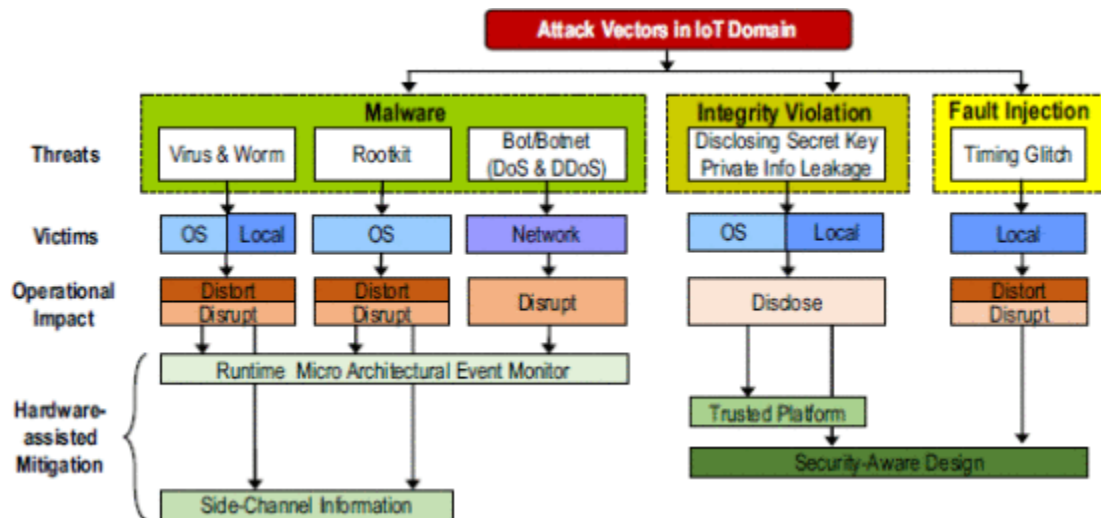 Attack Vectors in IoT Domain
Malware
Integrity Violation
Fault Injection
Threats
Virus & Worm
Rootkit
Bot/Botnet
(DoS & DDoS)
Disclosing Secret Key
Private Info Leakage
Timing Glitch
Victims
OS
Local
OS
Network
OS
Local
Local
Operational
Impact
Distort
Disrupt
Distort
Disrupt
Disrupt
Disclose
Distort
Disrupt
Hardware-
assisted
Mitigation
Runtime Micro Architectural Event Monitor
Trusted Platform
Security-Aware Design
Side-Channel Information